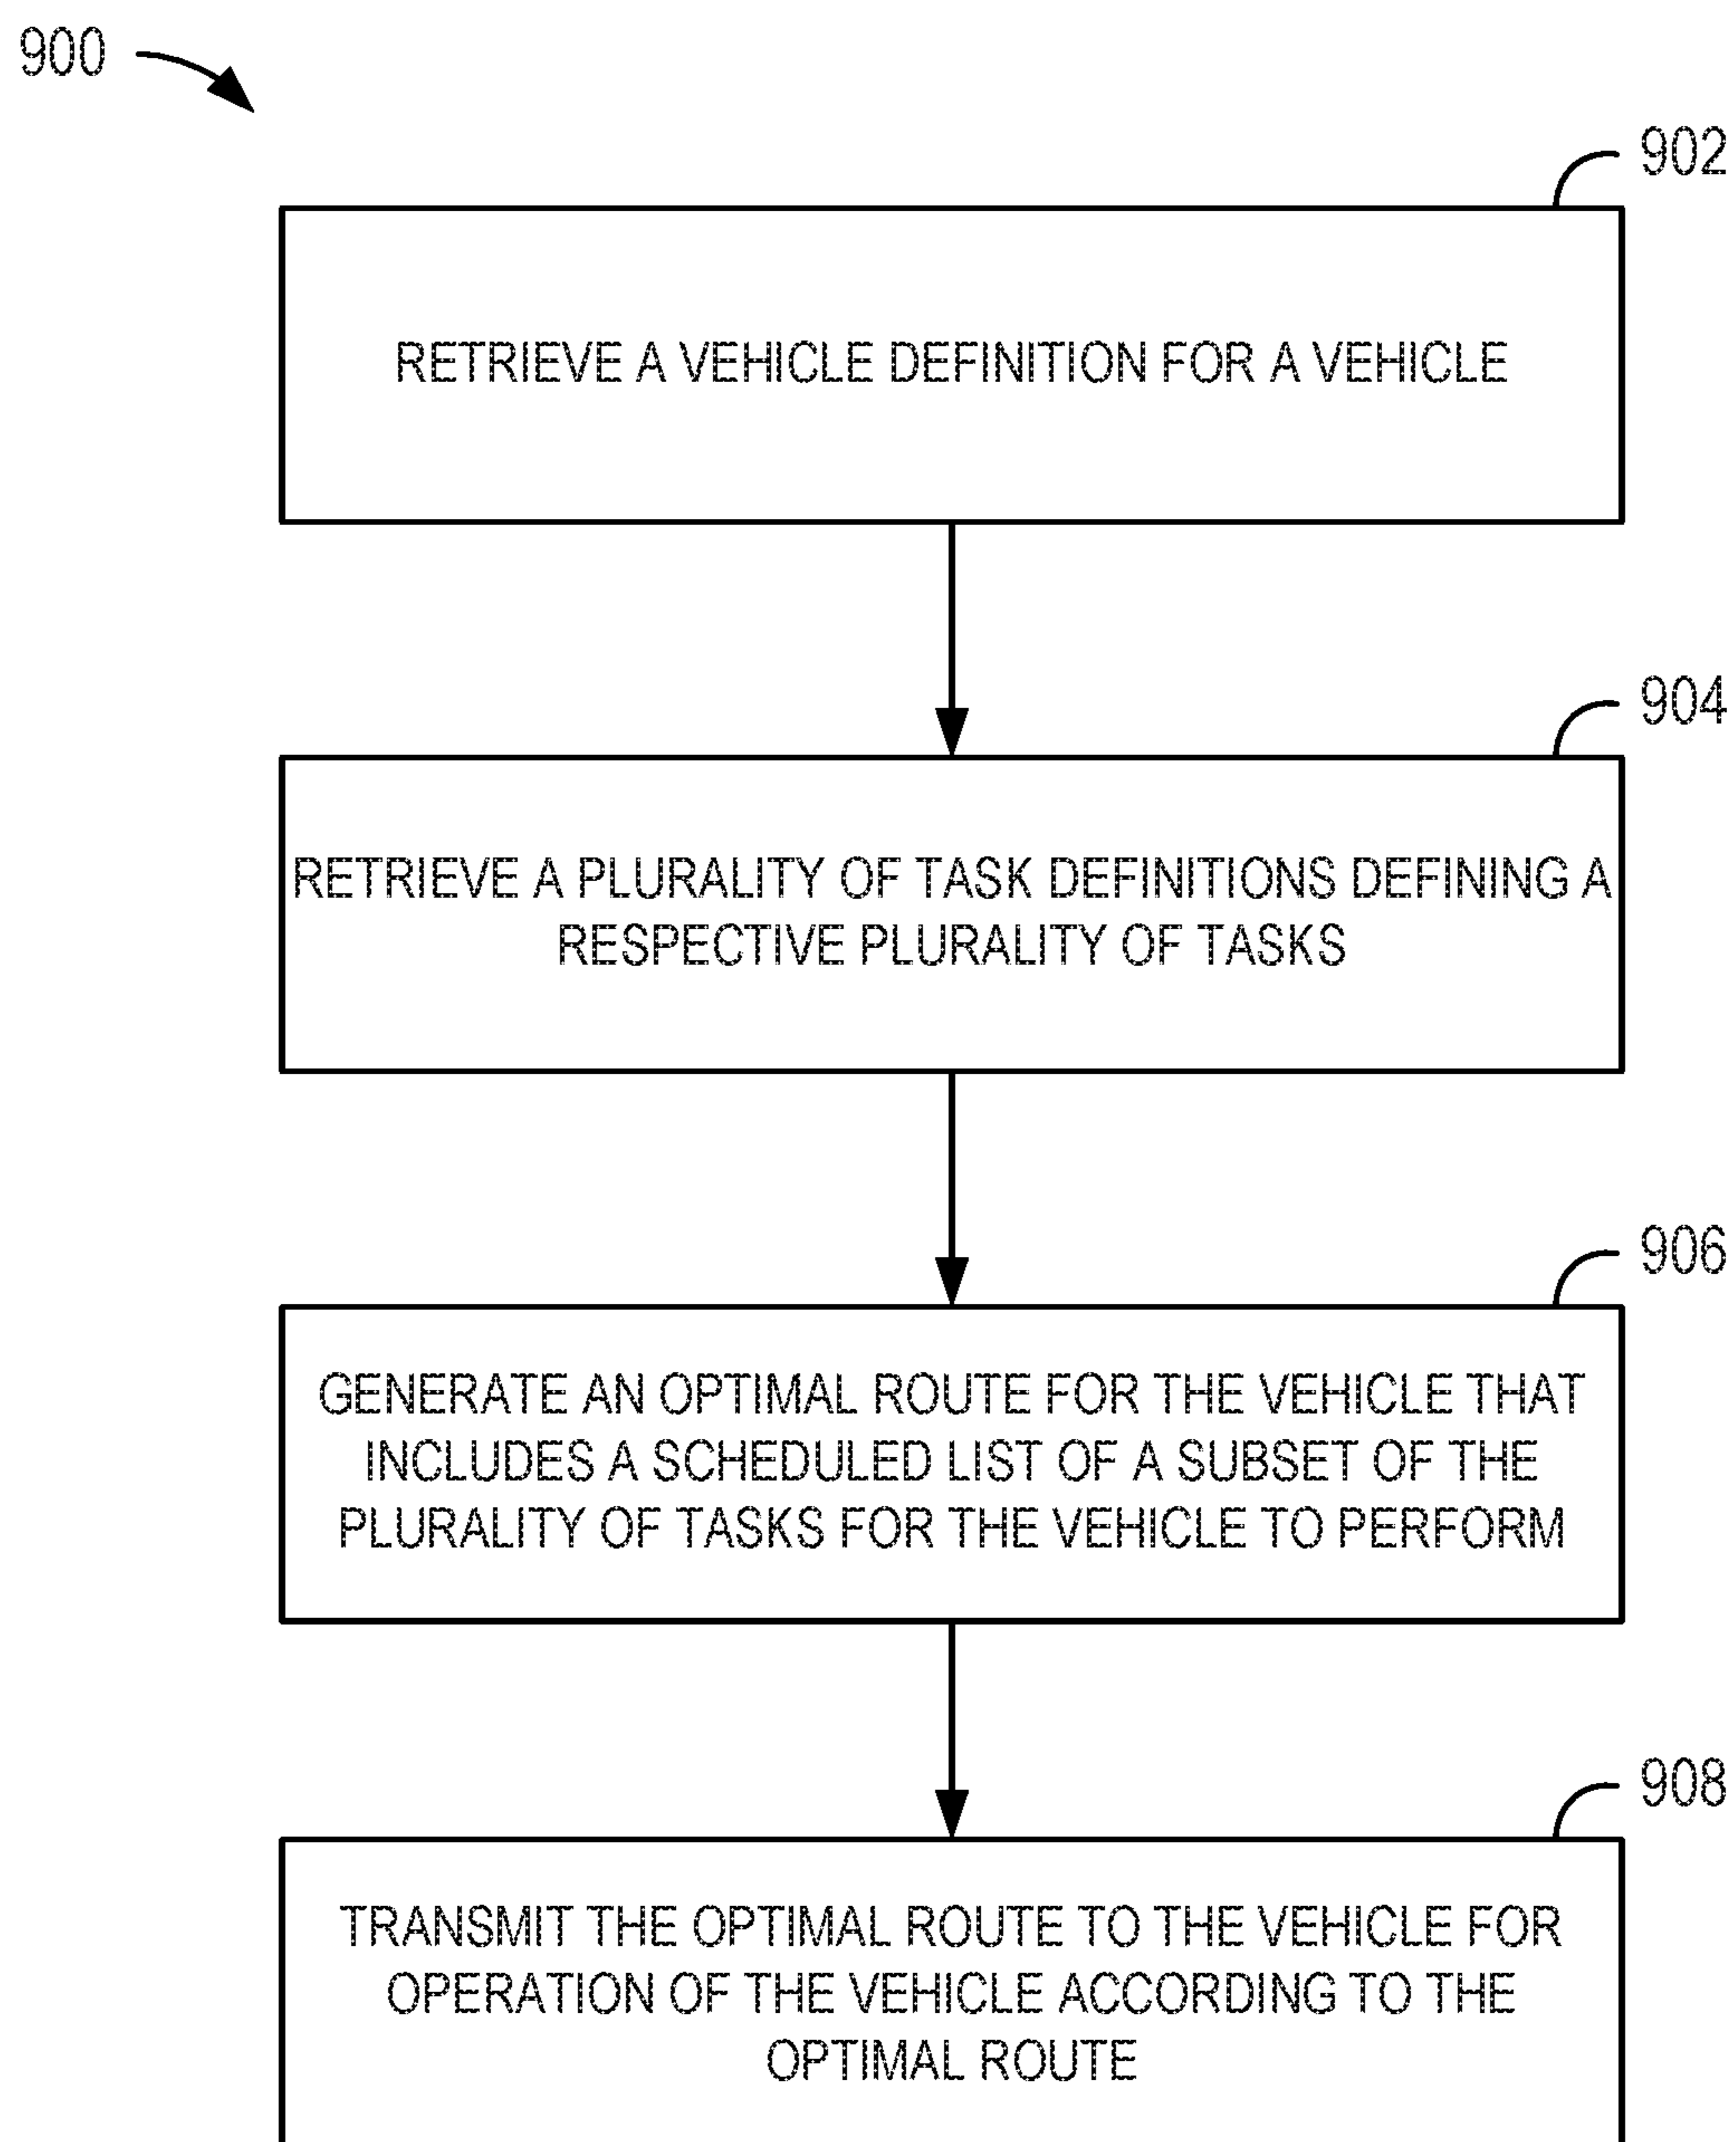 900
902
RETRIEVE A VEHICLE DEFINITION FOR A VEHICLE
904
RETRIEVE A PLURALITY OF TASK DEFINITIONS DEFINING A
RESPECTIVE PLURALITY OF TASKS
906
GENERATE AN OPTIMAL ROUTE FOR THE VEHICLE THAT
INCLUDES A SCHEDULED LIST OF A SUBSET OF THE
PLURALITY OF TASKS FOR THE VEHICLE TO PERFORM
908
TRANSMIT THE OPTIMAL ROUTE TO THE VEHICLE FOR
OPERATION OF THE VEHICLE ACCORDING TO THE
OPTIMAL ROUTE